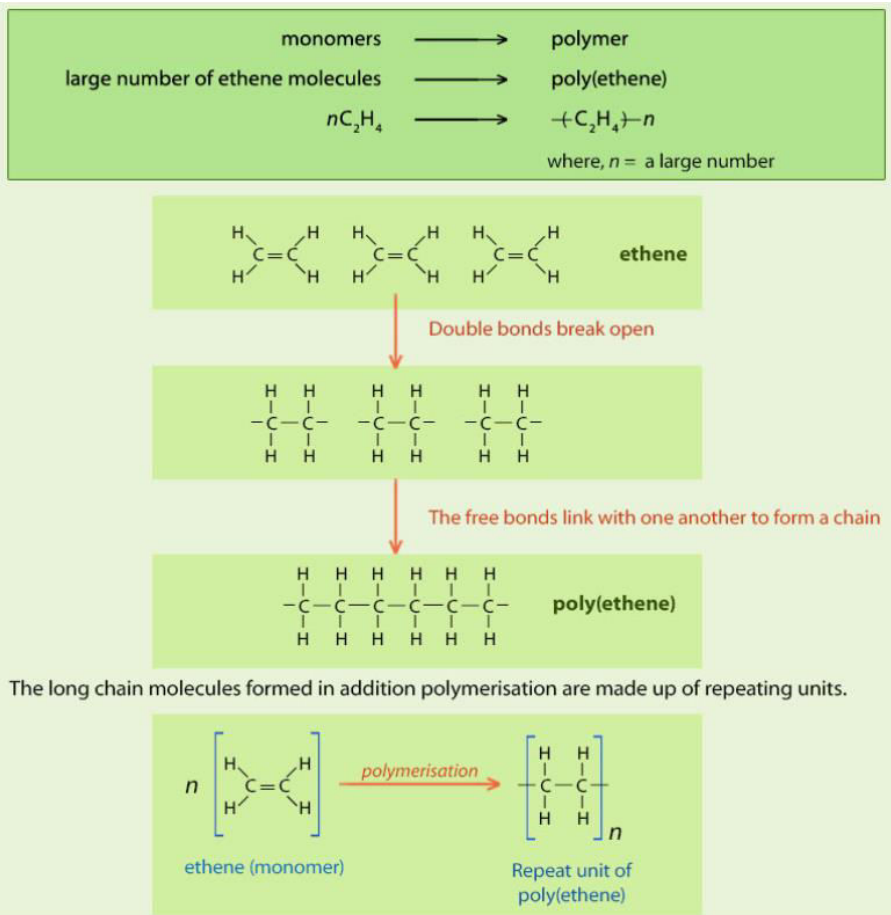 monomers ⟶ polymer
large number of ethene molecules ⟶ poly(ethene)
nC₂H₄ ⟶ -(C₂H₄)-n
where, n = a large number
H H H H H H
C=C C=C C=C
H H H H H H
ethene
Double bonds break open
H H H H H H
–C–C– –C–C– –C–C–
H H H H H H
The free bonds link with one another to form a chain
H H H H H H
–C–C–C–C–C–C–
H H H H H H
poly(ethene)
The long chain molecules formed in addition polymerisation are made up of repeating units.
n
H H
C=C
H H
polymerisation
H H
–C–C–
H H
n
ethene (monomer)
Repeat unit of
poly(ethene)